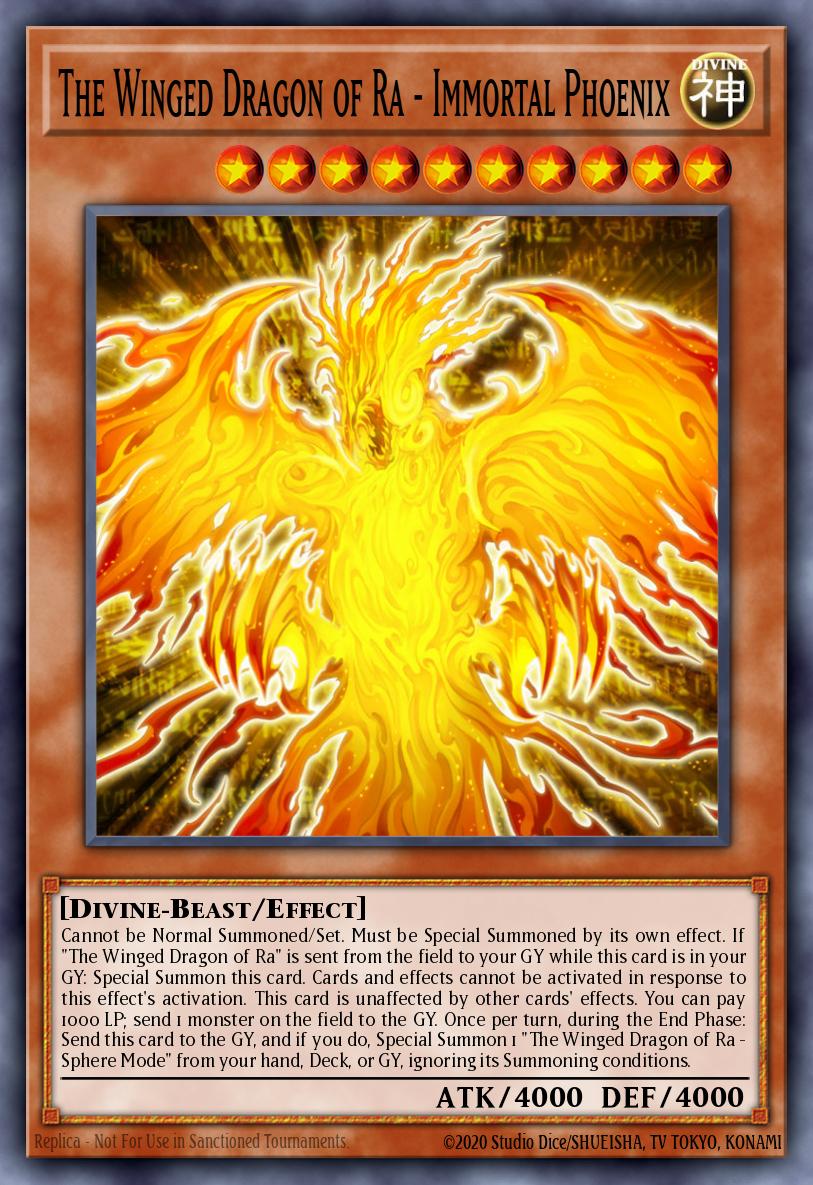 The Winged Dragon of Ra - Immortal Phoenix
DIVINE
神
[Divine-Beast/Effect]
Cannot be Normal Summoned/Set. Must be Special Summoned by its own effect. If
"The Winged Dragon of Ra" is sent from the field to your GY while this card is in your
GY: Special Summon this card. Cards and effects cannot be activated in response to
this effect's activation. This card is unaffected by other cards' effects. You can pay
1000 LP; send 1 monster on the field to the GY. Once per turn, during the End Phase:
Send this card to the GY, and if you do, Special Summon 1 "The Winged Dragon of Ra -
Sphere Mode" from your hand, Deck, or GY, ignoring its Summoning conditions.
ATK/4000 DEF/4000
Replica - Not For Use in Sanctioned Tournaments.
©2020 Studio Dice/SHUEISHA, TV TOKYO, KONAMI